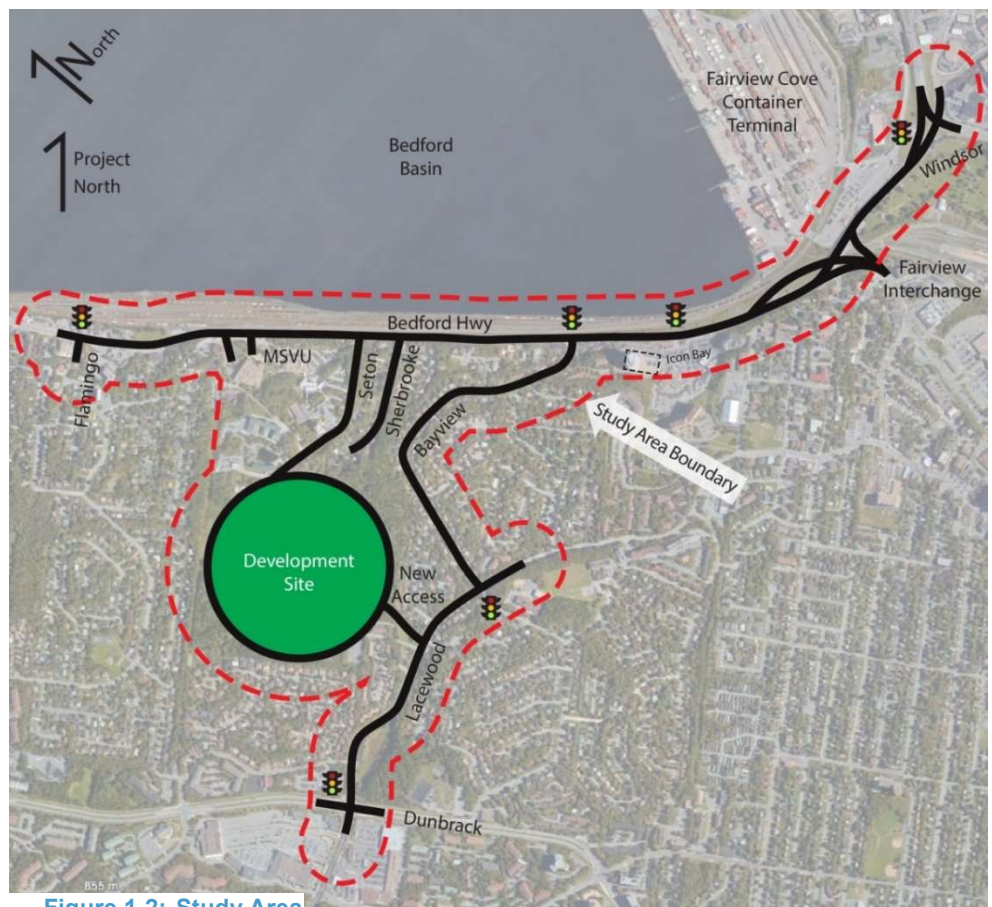 North
Project
North
Bedford
Basin
Fairview Cove
Container
Terminal
Windsor
Fairview
Interchange
Bedford Hwy
MSVU
Flamingo
Seton
Sherbrooke
Bayview
Icon Bay
Study Area Boundary
Development
Site
New
Access
Lacewood
Dunbrack
855 m
Figure 1.2: Study Area